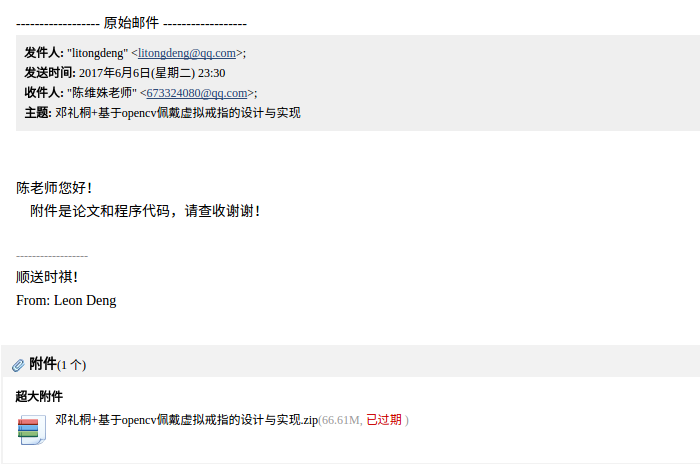 ------------------ 原始邮件 ------------------
发件人: "litongdeng" <litongdeng@qq.com>;
发送时间: 2017年6月6日(星期二) 23:30
收件人: "陈维姝老师" <673324080@qq.com>;
主题: 邓礼桐+基于opencv佩戴虚拟戒指的设计与实现
陈老师您好！
附件是论文和程序代码，请查收谢谢！
------------------
顺送时祺！
From: Leon Deng
附件(1 个)
超大附件
邓礼桐+基于opencv佩戴虚拟戒指的设计与实现.zip(66.61M, 已过期 )